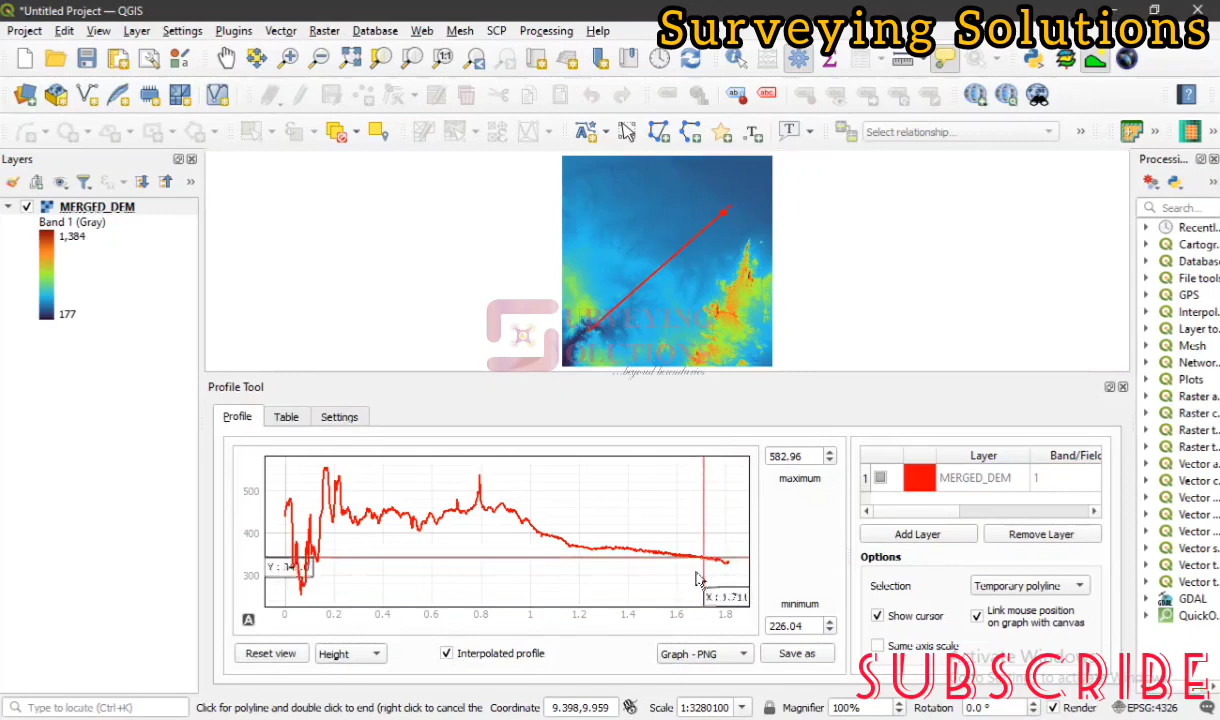 *Untitled Project — QGIS
Surveying Solutions
Project Edit View Layer Settings Plugins Vector Raster Database Web Mesh SCP Processing Help
Select relationship...
Layers
MERGED_DEM
Band 1 (Gray)
1,384
177
Processi...
Search...
Recentl...
Cartogr...
Databas
File tools
GPS
Interpol
Layer to
Mesh
Networ...
Plots
Raster a..
Raster c..
Raster t...
Raster t...
Vector a..
Vector c..
Vector ...
Vector ...
Vector ...
Vector s..
Vector t..
Vector t..
GDAL
QuickO..
SURVEYING
SOLUTIONS
...beyond boundaries
Profile Tool
Profile Table Settings
582.96
maximum
minimum
226.04
500
400
300
0 0.2 0.4 0.6 0.8 1 1.2 1.4 1.6 1.8
A
Layer Band/Field
1 MERGED_DEM 1
Add Layer Remove Layer
Options
Selection Temporary polyline
Show cursor
Link mouse position
on graph with canvas
Same axis scale
Reset view Height Interpolated profile Graph - PNG Save as
Activate Windows
SUBSCRIBE
Type to locate (Ctrl+K) Click for polyline and double click to end (right click to cancel the Coordinate 9.398,9.959 Scale 1:3280100 Magnifier 100% Rotation 0.0 ° Render EPSG:4326